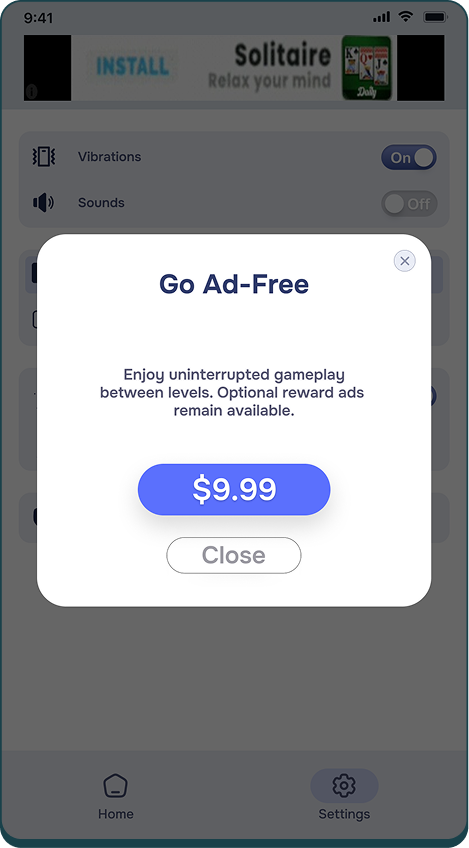 9:41
INSTALL
Solitaire
Relax your mind
Dolly
Vibrations
On
Sounds
Off
Go Ad-Free
Enjoy uninterrupted gameplay
between levels. Optional reward ads
remain available.
$9.99
Close
Home
Settings